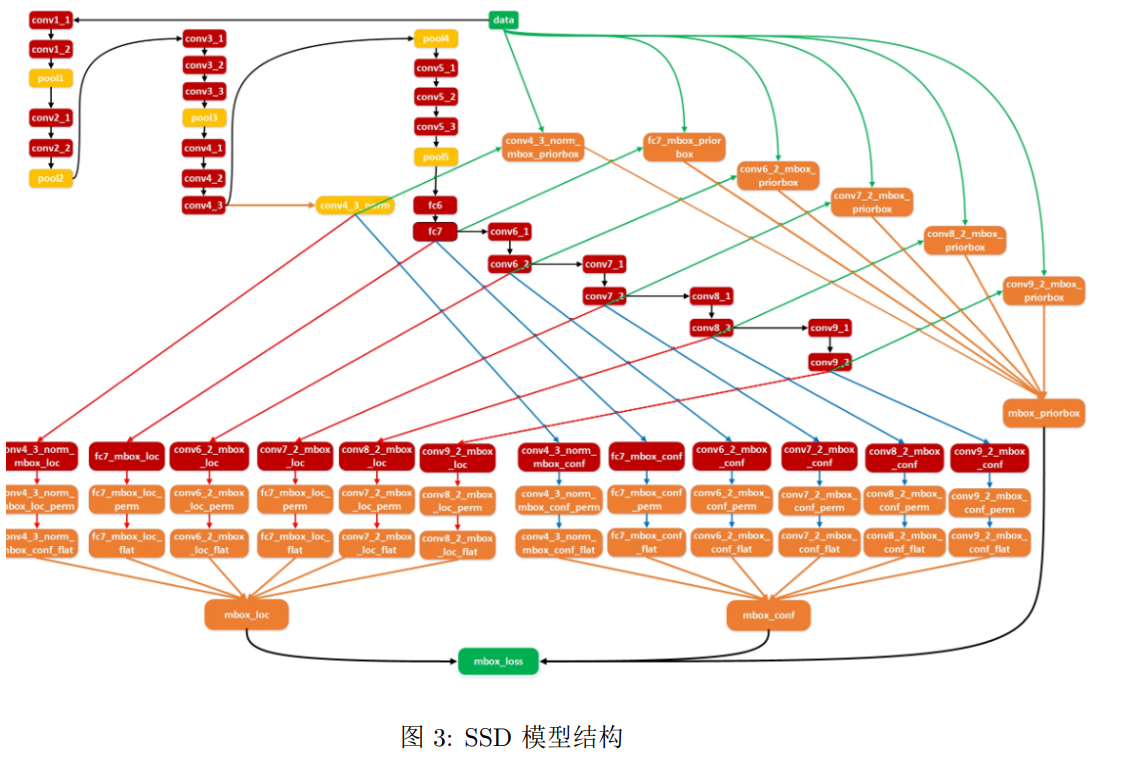 data
conv1_1
conv1_2
pool1
conv2_1
conv2_2
pool2
conv3_1
conv3_2
conv3_3
pool3
conv4_1
conv4_2
conv4_3
conv4_3_norm
pool4
conv5_1
conv5_2
conv5_3
pool5
fc6
fc7
conv6_1
conv6_2
conv7_1
conv7_2
conv8_1
conv8_2
conv9_1
conv9_2
conv4_3_norm_
mbox_priorbox
fc7_mbox_prior
box
conv6_2_mbox_
priorbox
conv7_2_mbox_
priorbox
conv8_2_mbox_
priorbox
conv9_2_mbox_
priorbox
mbox_priorbox
onv4_3_norm_
mbox_loc
fc7_mbox_loc
conv6_2_mbox
_loc
conv7_2_mbox
_loc
conv8_2_mbox
_loc
conv9_2_mbox
_loc
conv4_3_norm_
mbox_conf
fc7_mbox_conf
conv6_2_mbox
_conf
conv7_2_mbox
_conf
conv8_2_mbox
_conf
conv9_2_mbox
_conf
onv4_3_norm_
mbox_loc_perm
fc7_mbox_loc_
perm
conv6_2_mbox
_loc_perm
fc7_mbox_loc_
perm
conv7_2_mbox
_loc_perm
conv8_2_mbox
_loc_perm
conv4_3_norm_
mbox_conf_perm
fc7_mbox_conf
_perm
conv6_2_mbox_
conf_perm
conv7_2_mbox_
conf_perm
conv8_2_mbox_
conf_perm
conv9_2_mbox_
conf_perm
onv4_3_norm_
mbox_conf_flat
fc7_mbox_loc_
flat
conv6_2_mbox
_loc_flat
fc7_mbox_loc_
flat
conv7_2_mbox
_loc_flat
conv8_2_mbox
_loc_flat
conv4_3_norm_
mbox_conf_flat
fc7_mbox_conf
_flat
conv6_2_mbox_
conf_flat
conv7_2_mbox_
conf_flat
conv8_2_mbox_
conf_flat
conv9_2_mbox_
conf_flat
mbox_loc
mbox_conf
mbox_loss
图 3: SSD 模型结构